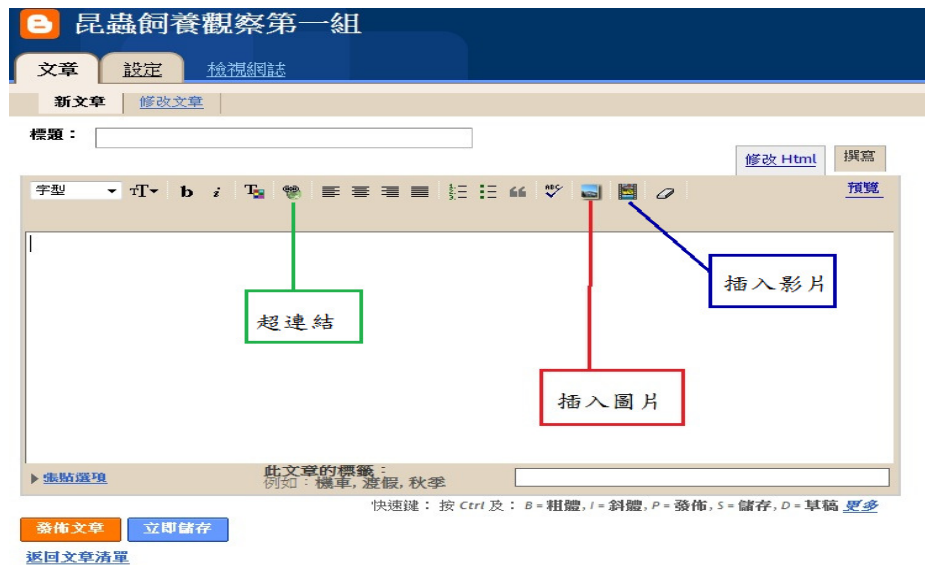 昆蟲飼養觀察第一組
文章 設定 檢視網誌
新文章 修改文章
標題：
修改 Html 撰寫
字型 預覽
插入影片
超連結
插入圖片
張貼選項 此文章的標籤：
例如：機車, 渡假, 秋季
快速鍵： 按 Ctrl 及： B = 粗體, I = 斜體, P = 發佈, S = 儲存, D = 草稿 更多
發佈文章 立即儲存
返回文章清單